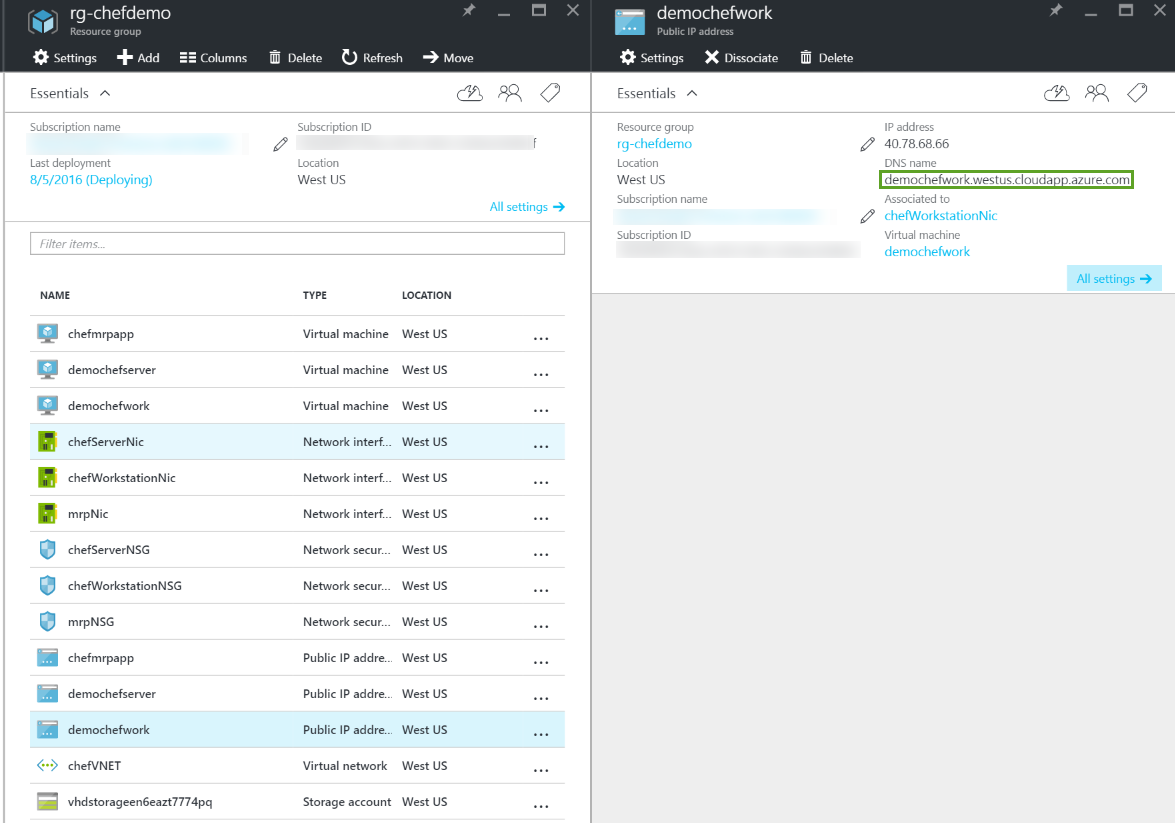 rg-chefdemo
Resource group
Settings Add Columns Delete Refresh Move
Essentials
Subscription name
Subscription ID
Last deployment
8/5/2016 (Deploying)
Location
West US
All settings
Filter items...
NAME TYPE LOCATION
chefmrpapp Virtual machine West US ...
demochefserver Virtual machine West US ...
demochefwork Virtual machine West US ...
chefServerNic Network interf... West US ...
chefWorkstationNic Network interf... West US ...
mrpNic Network interf... West US ...
chefServerNSG Network secur... West US ...
chefWorkstationNSG Network secur... West US ...
mrpNSG Network secur... West US ...
chefmrpapp Public IP addre... West US ...
demochefserver Public IP addre... West US ...
demochefwork Public IP addre... West US ...
chefVNET Virtual network West US ...
vhdstorageen6eazt7774pq Storage account West US ...
demochefwork
Public IP address
Settings Dissociate Delete
Essentials
Resource group
rg-chefdemo
Location
West US
Subscription name
Subscription ID
IP address
40.78.68.66
DNS name
demochefwork.westus.cloudapp.azure.com
Associated to
chefWorkstationNic
Virtual machine
demochefwork
All settings